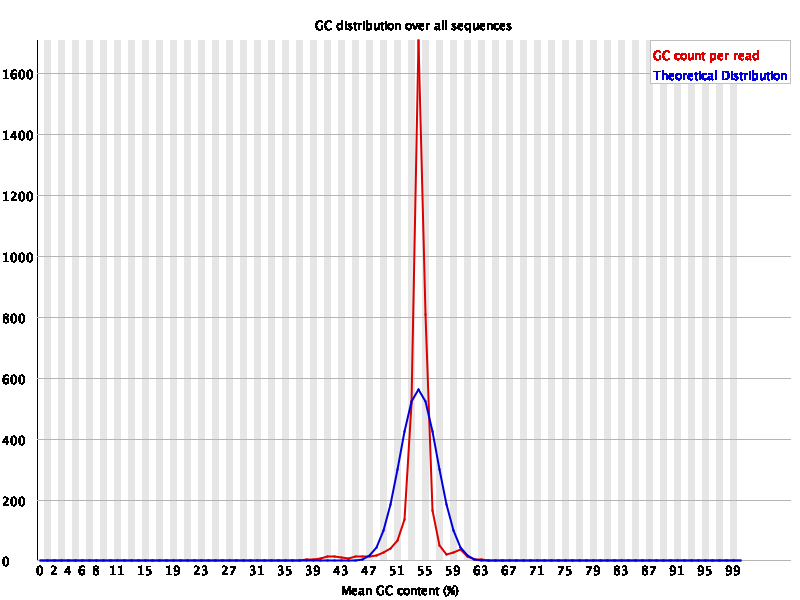 GC distribution over all sequences
GC count per read
Theoretical Distribution
1600
1400
1200
1000
800
600
400
200
0
0 2 4 6 8 11 15 19 23 27 31 35 39 43 47 51 55 59 63 67 71 75 79 83 87 91 95 99
Mean GC content (%)